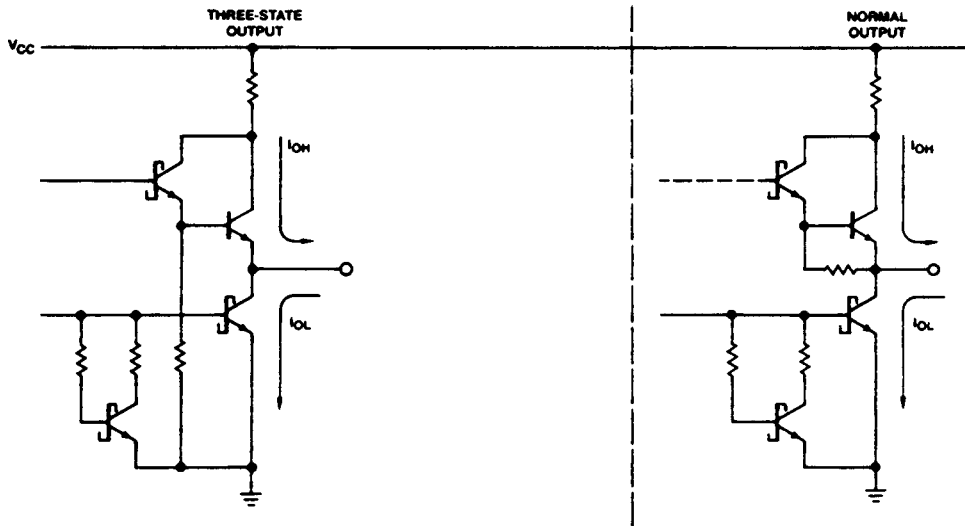 THREE-STATE
OUTPUT
NORMAL
OUTPUT
VCC
IOH
IOH
IOL
IOL